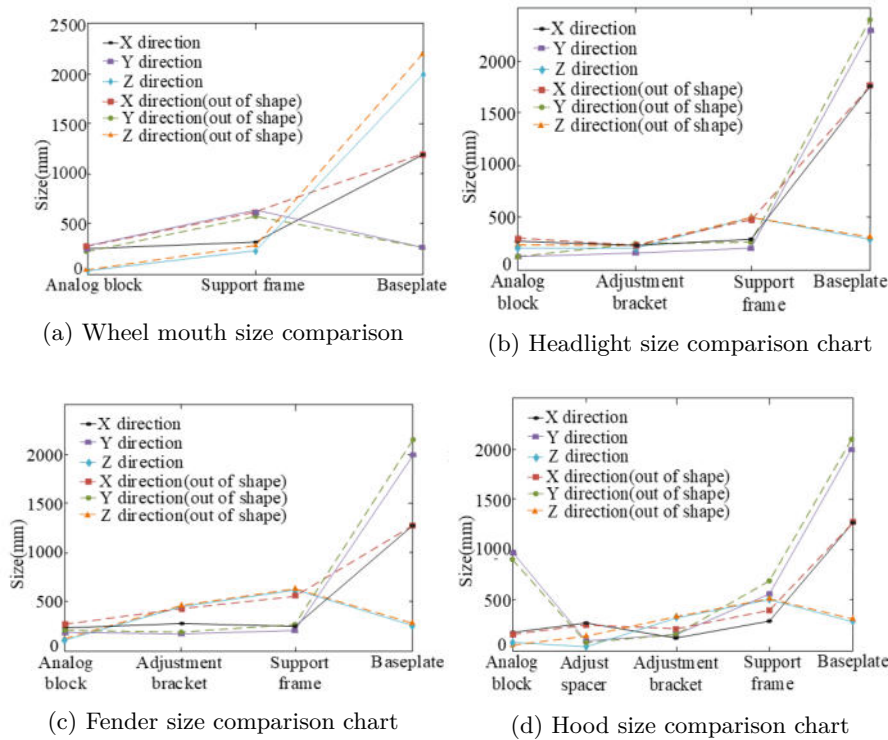 2500
2000
1500
1000
500
0
Size(mm)
X direction
Y direction
Z direction
X direction(out of shape)
Y direction(out of shape)
Z direction(out of shape)
Analog block Support frame Baseplate
(a) Wheel mouth size comparison
2000
1500
1000
500
0
Size(mm)
X direction
Y direction
Z direction
X direction(out of shape)
Y direction(out of shape)
Z direction(out of shape)
Analog block Adjustment bracket Support frame Baseplate
(b) Headlight size comparison chart
2000
1500
1000
500
0
Size(mm)
X direction
Y direction
Z direction
X direction(out of shape)
Y direction(out of shape)
Z direction(out of shape)
Analog block Adjustment bracket Support frame Baseplate
(c) Fender size comparison chart
2000
1500
1000
500
0
Size(mm)
X direction
Y direction
Z direction
X direction(out of shape)
Y direction(out of shape)
Z direction(out of shape)
Analog block Adjust spacer Adjustment bracket Support frame Baseplate
(d) Hood size comparison chart